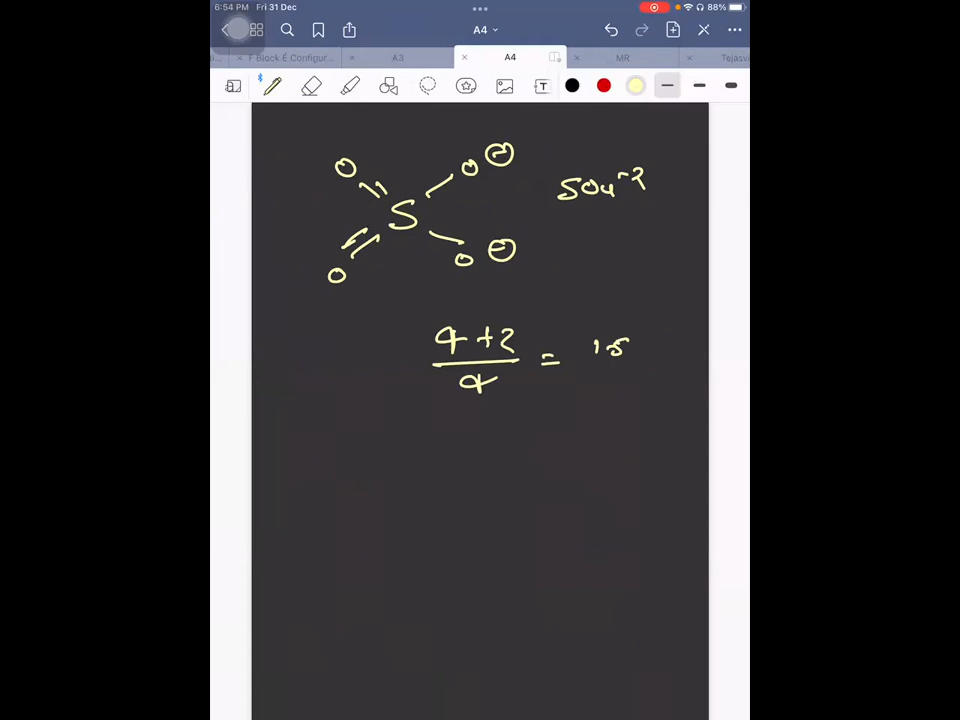 6:54 PM Fri 31 Dec
88%
A4
F Block É Configur...
A3
A4
MR
Tejasv
T
O O -
S SO4-2
O O -
4+2
= 1.5
4